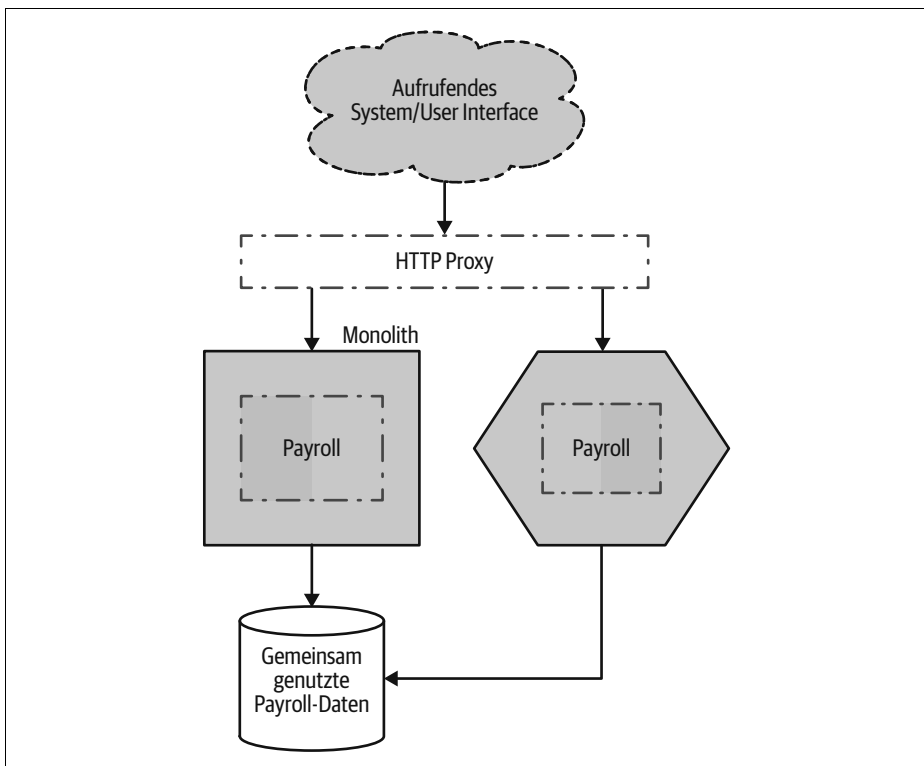 Aufrufendes
System/User Interface
HTTP Proxy
Monolith
Payroll
Payroll
Gemeinsam
genutzte
Payroll-Daten